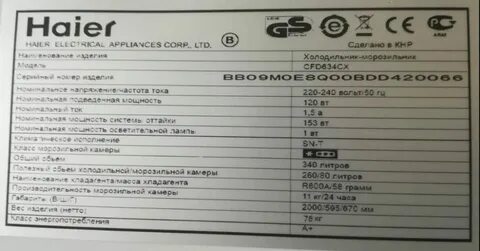 Haier
HAIER ELECTRICAL APPLIANCES CORP., LTD. B
GS CE
Сделано в КНР
Наименование изделия Холодильник-морозильник
Модель CFD634CX
Серийный номер изделия BB09M0E8Q00BDD420066
Номинальное напряжение/частота тока 220-240 вольт/50 гц
Номинальная подведенная мощность 120 вт
Номинальный ток 1,5 а
Номинальная мощность системы оттайки 153 вт
Номинальная мощность осветительной лампы 1 вт
Климатическое исполнение SN-T
Класс морозильной камеры
Общий объем 340 литров
Полезный объем холодильной/морозильной камеры 260/80 литров
Наименование хладагента/масса хладагента R600A/58 грамм
Производительность морозильной камеры 11 кг/24 часа
Габариты (В/Ш/Г) 2000/595/670 мм
Вес изделия (нетто) 78 кг
Класс энергопотребления A+